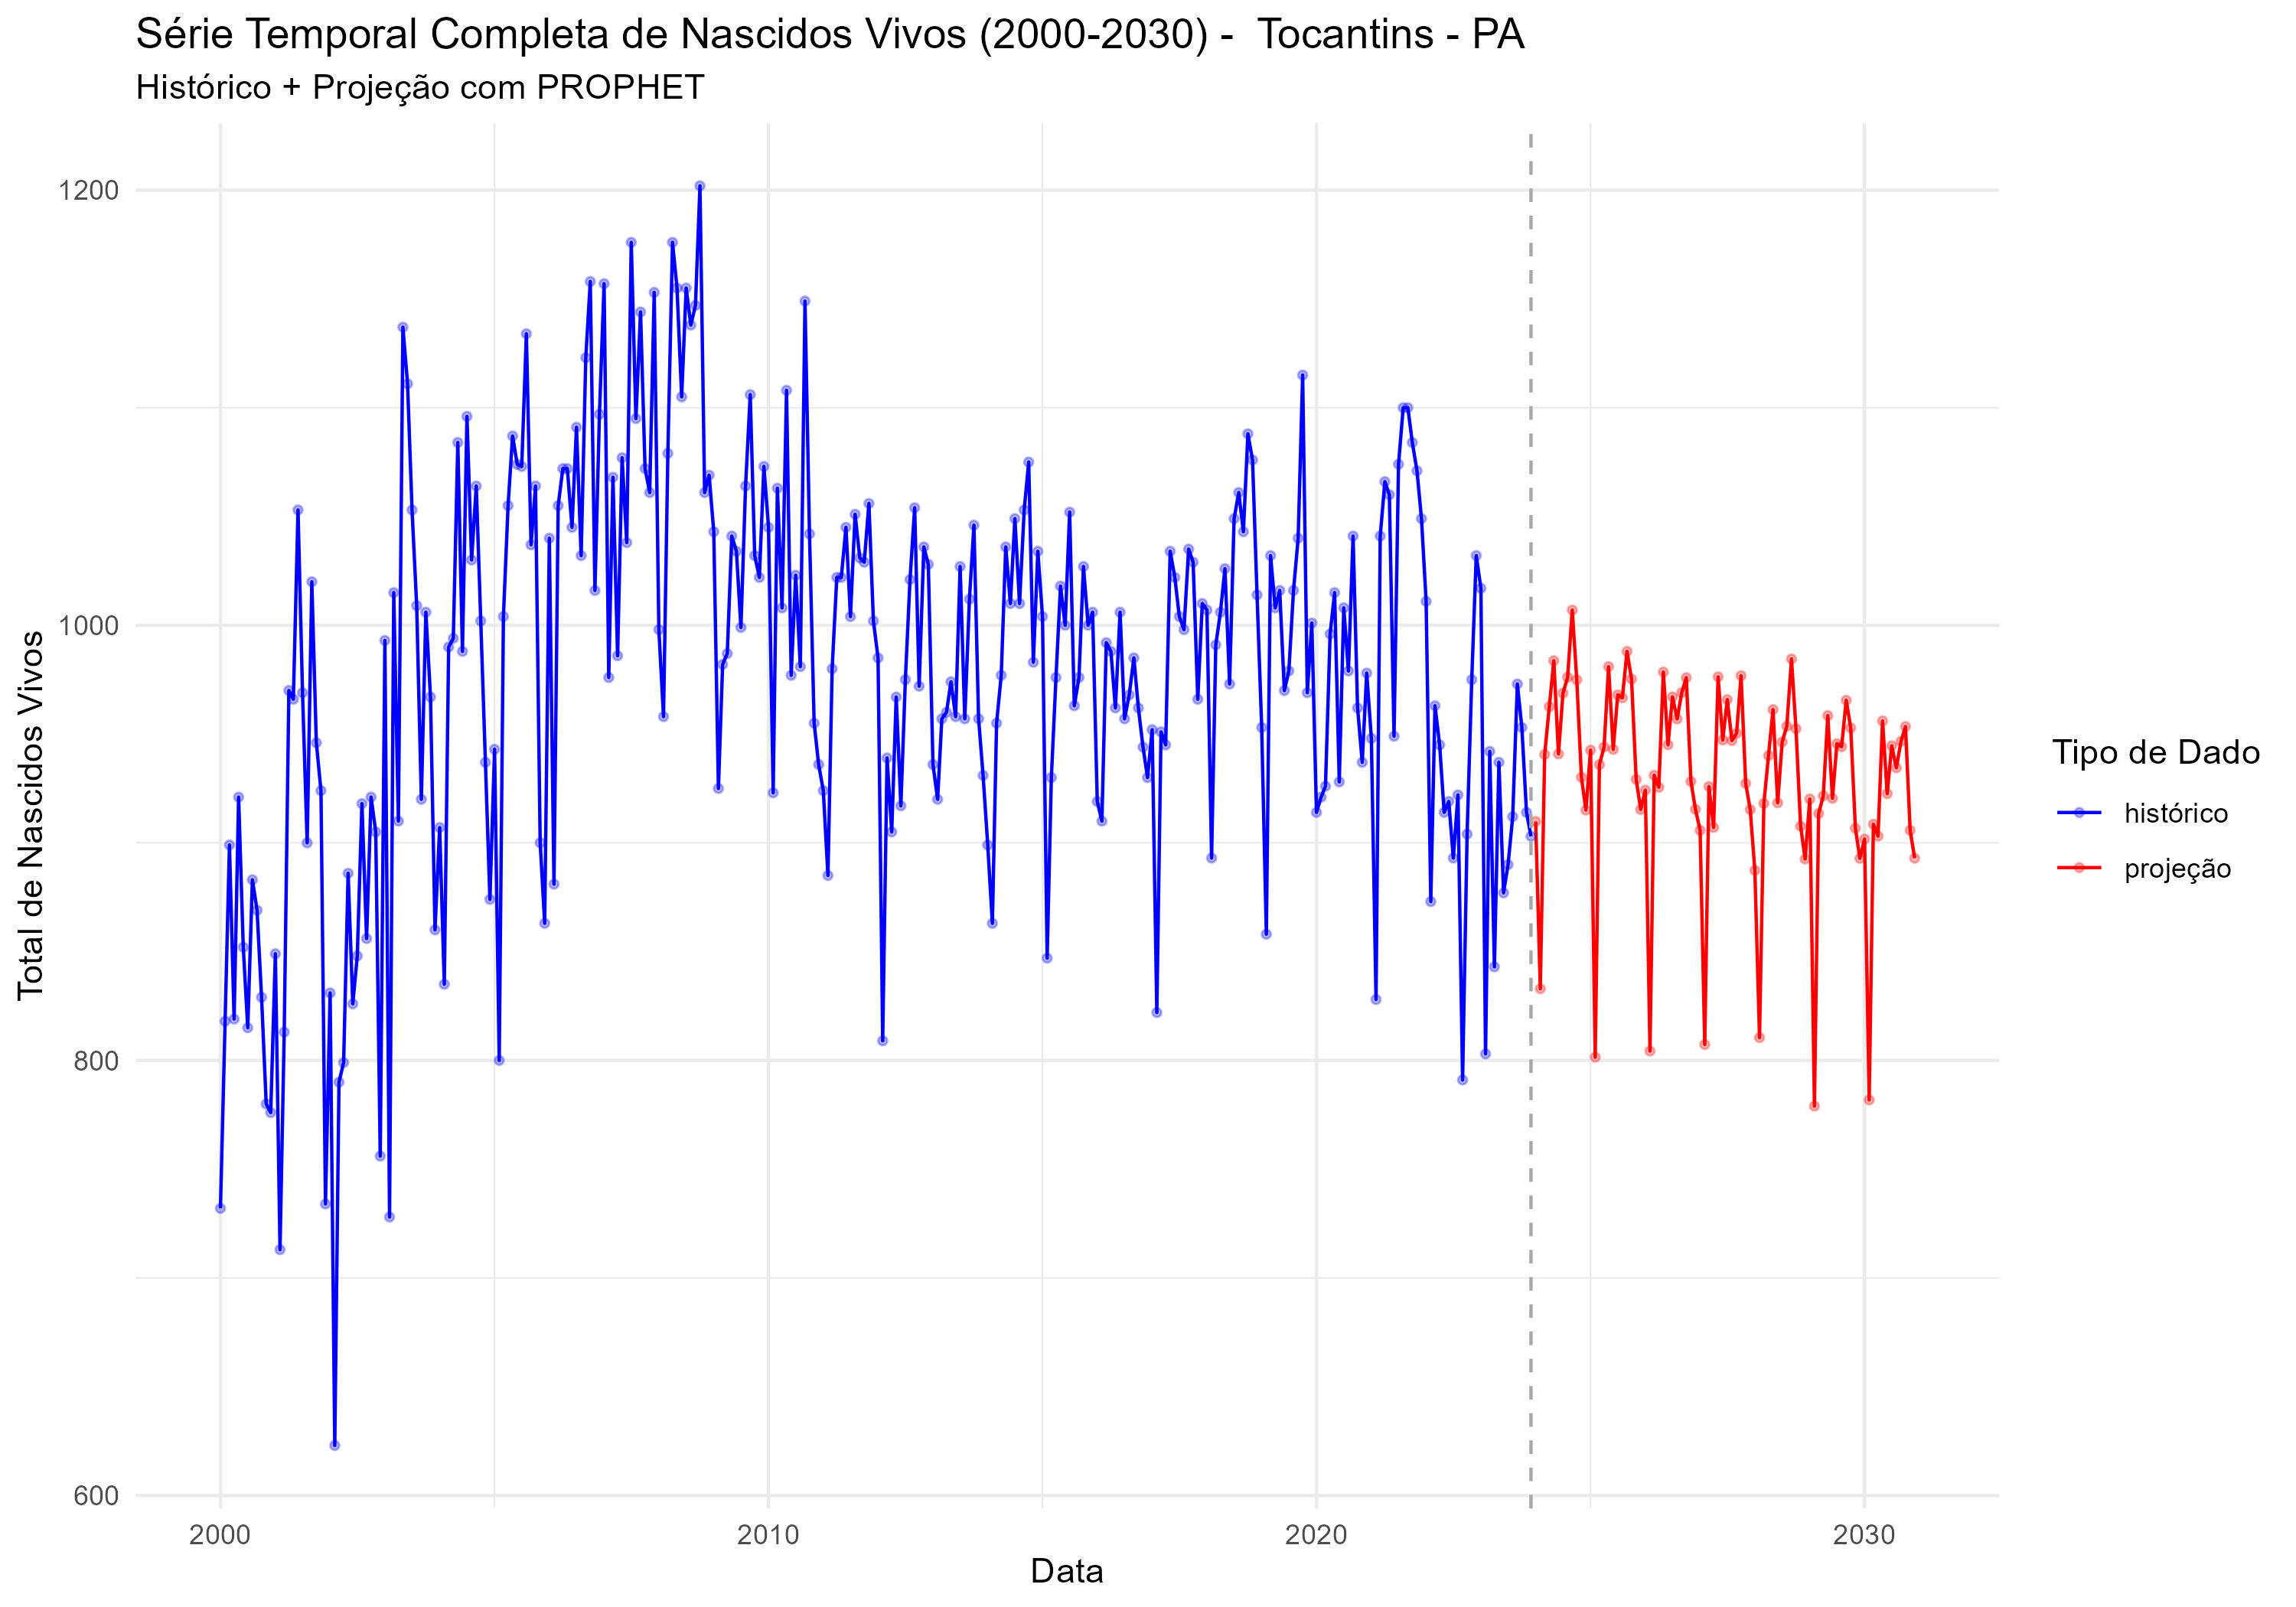 Série Temporal Completa de Nascidos Vivos (2000-2030) -  Tocantins - PA
Histórico + Projeção com PROPHET
Total de Nascidos Vivos
1200
1000
800
600
2000
2010
2020
2030
Data
Tipo de Dado
histórico
projeção